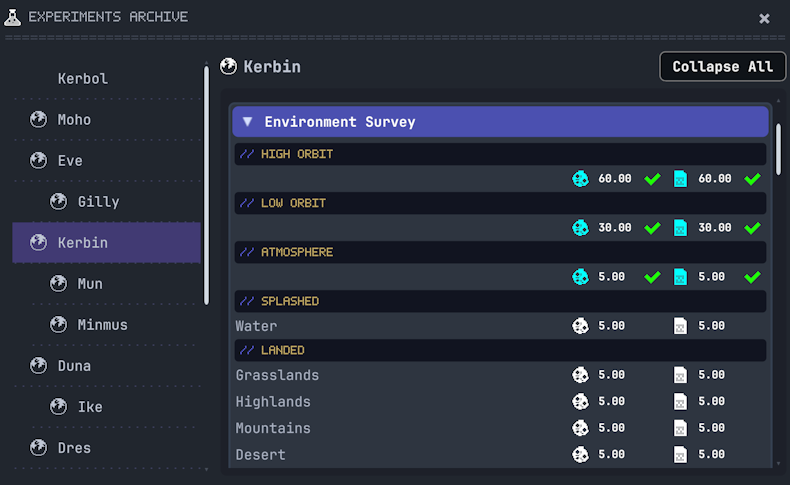 EXPERIMENTS ARCHIVE
Kerbol
Moho
Eve
Gilly
Kerbin
Mun
Minmus
Duna
Ike
Dres
Kerbin
Collapse All
Environment Survey
// HIGH ORBIT
60.00 60.00
// LOW ORBIT
30.00 30.00
// ATMOSPHERE
5.00 5.00
// SPLASHED
Water 5.00 5.00
// LANDED
Grasslands 5.00 5.00
Highlands 5.00 5.00
Mountains 5.00 5.00
Desert 5.00 5.00